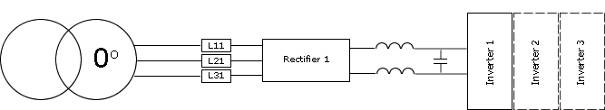 0°
L11
L21
L31
Rectifier 1
Inverter 1
Inverter 2
Inverter 3